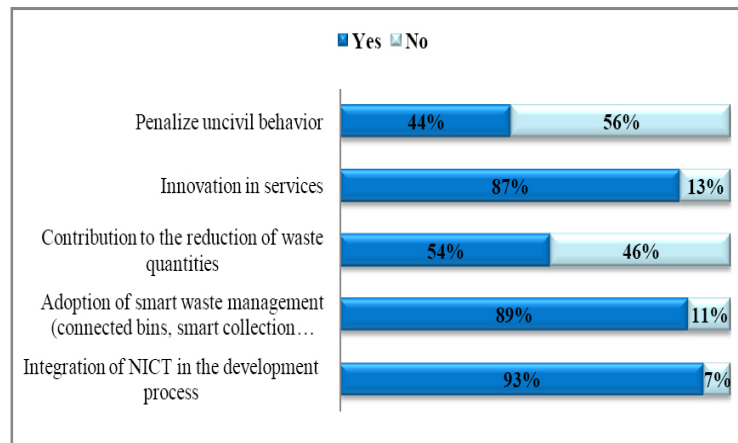 Yes No
Penalize uncivil behavior
44% 56%
Innovation in services
87% 13%
Contribution to the reduction of waste
quantities
54% 46%
Adoption of smart waste management
(connected bins, smart collection…
89% 11%
Integration of NICT in the development
process
93% 7%